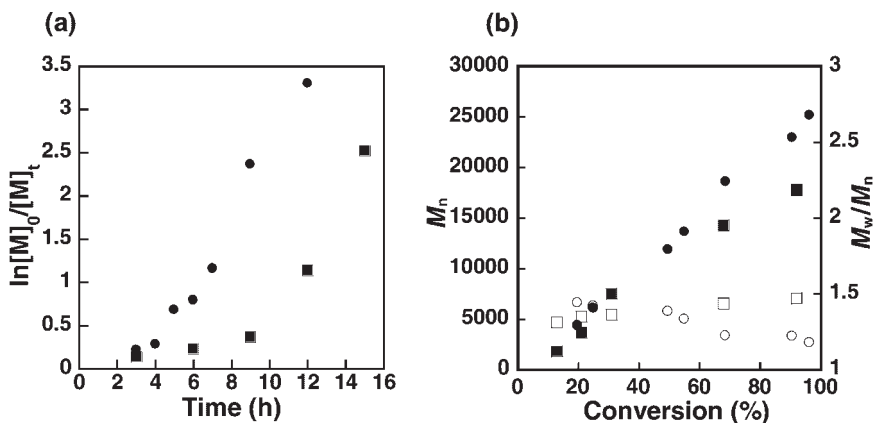 (a)
3.5
3
2.5
2
1.5
1
0.5
0
0 2 4 6 8 10 12 14 16
ln[M]0/[M]t
Time (h)
(b)
30000
25000
20000
15000
10000
5000
0
0 20 40 60 80 100
Mn
3
2.5
2
1.5
1
Mw/Mn
Conversion (%)